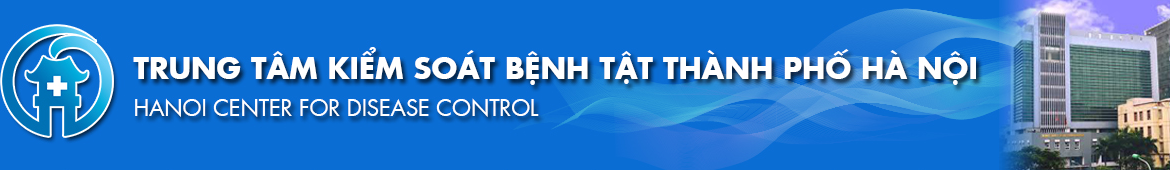 TRUNG TÂM KIỂM SOÁT BỆNH TẬT THÀNH PHỐ HÀ NỘI
HANOI CENTER FOR DISEASE CONTROL